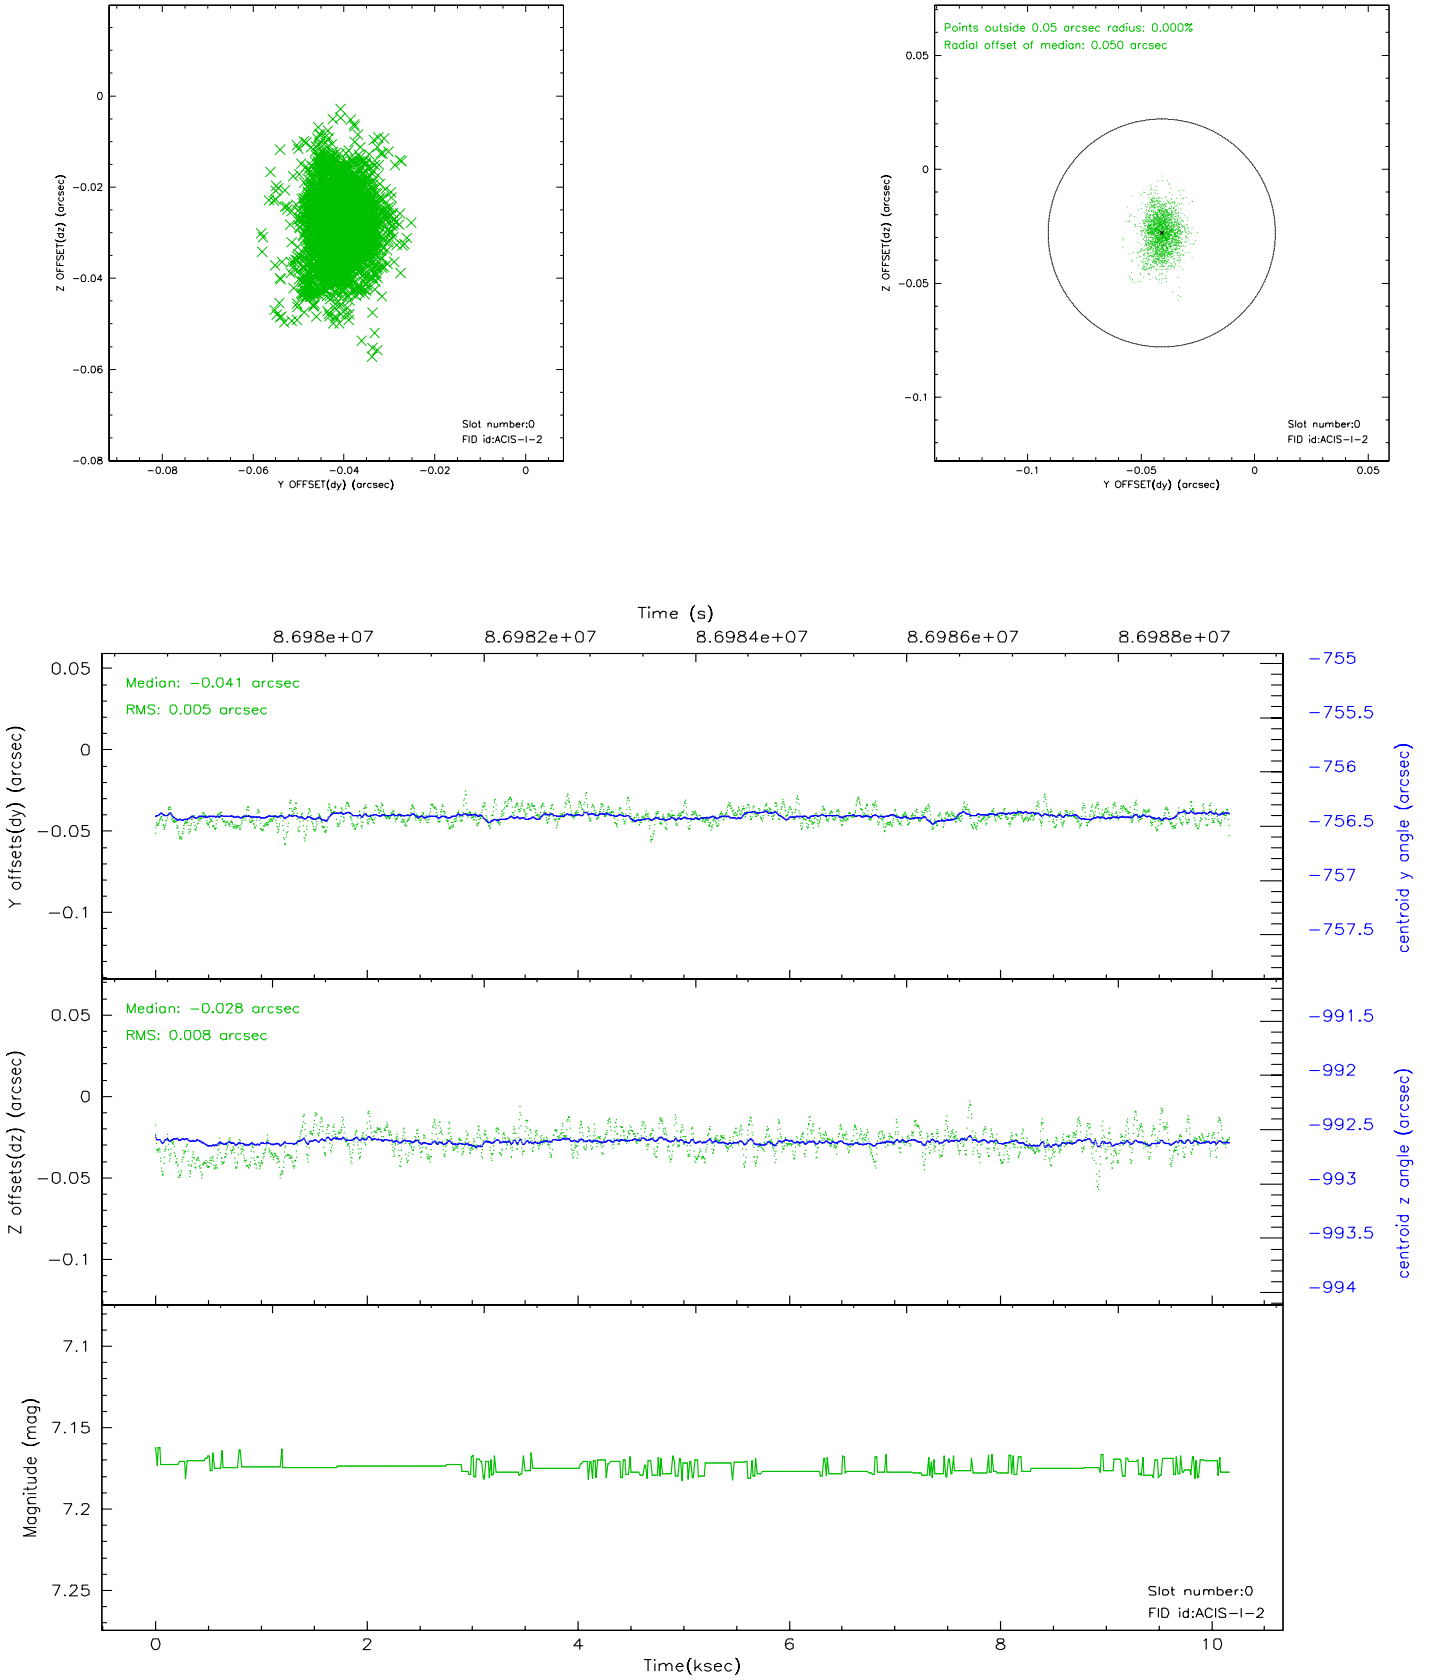 0
-0.02
-0.04
-0.06
-0.08
Z OFFSET(dz) (arcsec)
Slot number:0
FID id:ACIS-I-2
-0.08 -0.06 -0.04 -0.02 0
Y OFFSET(dy) (arcsec)
Points outside 0.05 arcsec radius: 0.000%
Radial offset of median: 0.050 arcsec
0.05
0
-0.05
-0.1
Z OFFSET(dz) (arcsec)
Slot number:0
FID id:ACIS-I-2
-0.1 -0.05 0 0.05
Y OFFSET(dy) (arcsec)
Time (s)
8.698e+07 8.6982e+07 8.6984e+07 8.6986e+07 8.6988e+07
Median: -0.041 arcsec
RMS: 0.005 arcsec
0.05
0
-0.05
-0.1
Y offsets(dy) (arcsec)
-755
-755.5
-756
-756.5
-757
-757.5
centroid y angle (arcsec)
Median: -0.028 arcsec
RMS: 0.008 arcsec
0.05
0
-0.05
-0.1
Z offsets(dz) (arcsec)
-991.5
-992
-992.5
-993
-993.5
-994
centroid z angle (arcsec)
7.1
7.15
7.2
7.25
Magnitude (mag)
Slot number:0
FID id:ACIS-I-2
0 2 4 6 8 10
Time(ksec)